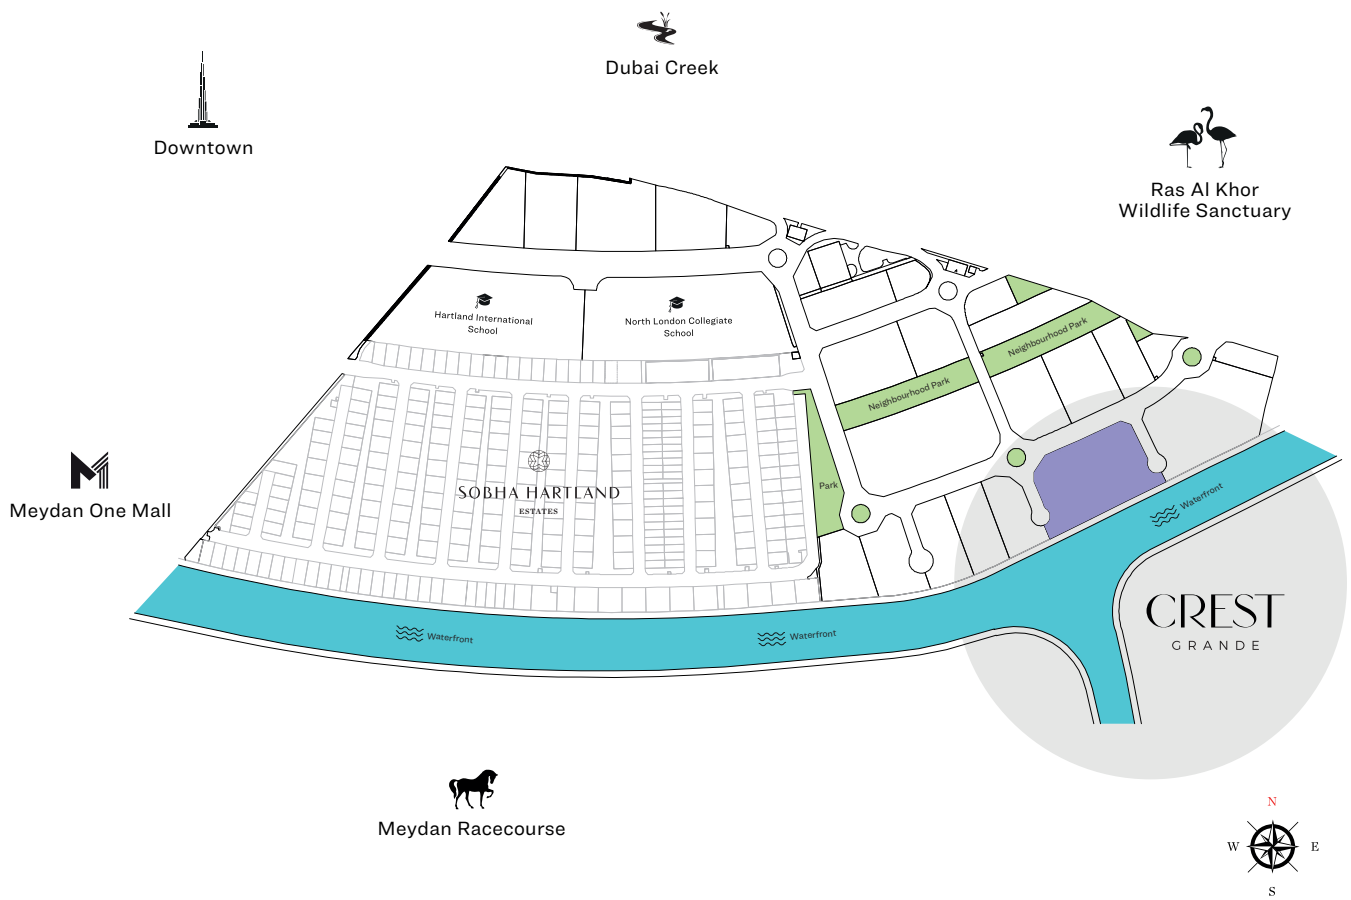 Dubai Creek
Downtown
Ras Al Khor
Wildlife Sanctuary
Hartland International
School
North London Collegiate
School
Neighbourhood Park
Neighbourhood Park
Meydan One Mall
SOBHA HARTLAND
ESTATES
Park
Waterfront
CREST
GRANDE
Waterfront
Waterfront
Meydan Racecourse
N
W
E
S